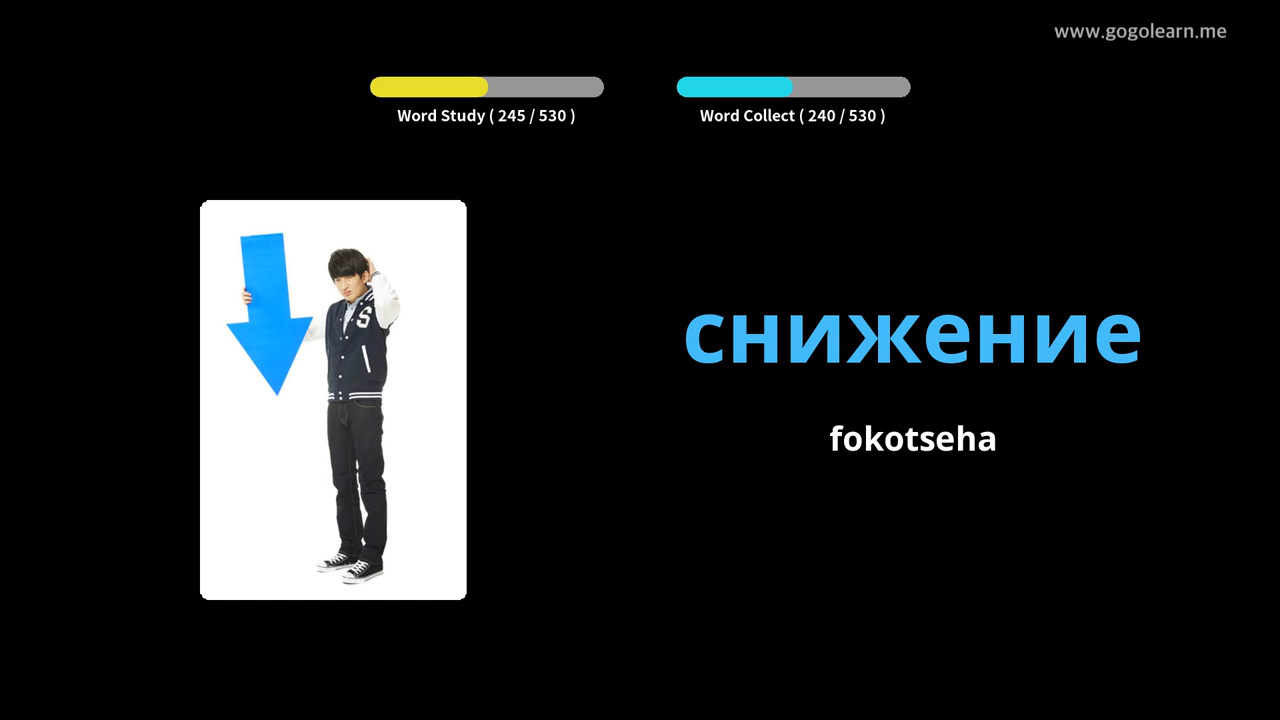 www.gogolearn.me
Word Study ( 245 / 530 )
Word Collect ( 240 / 530 )
S
снижение
fokotseha